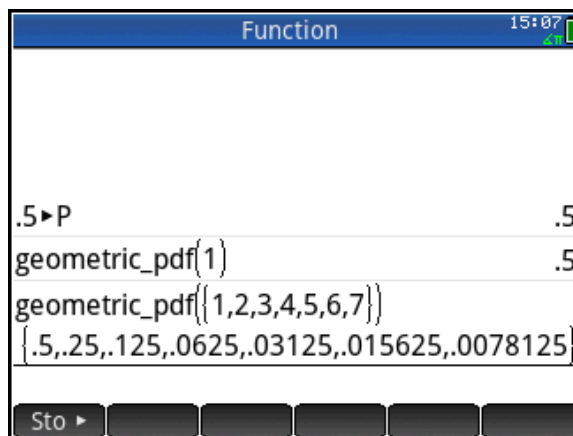 Function
15:07
∠π
.5▶P
.5
geometric_pdf(1)
.5
geometric_pdf({1,2,3,4,5,6,7})
{.5,.25,.125,.0625,.03125,.015625,.0078125}
Sto ▶